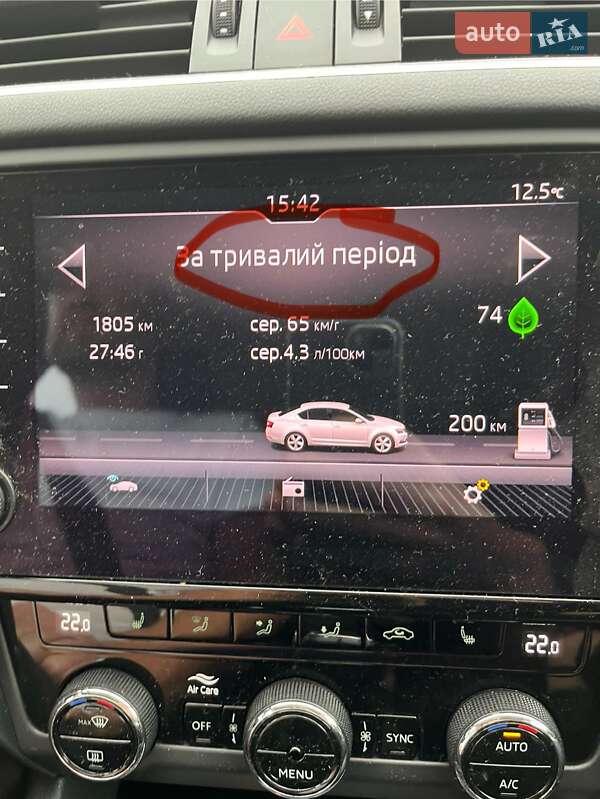 auto RIA.com
15:42
12.5°C
За тривалий період
1805 км
сер. 65 км/г
74
27:46 г
сер.4.3 л/100км
200 км
22.0
22.0
Air Care
MAX
OFF
SYNC
AUTO
MENU
A/C